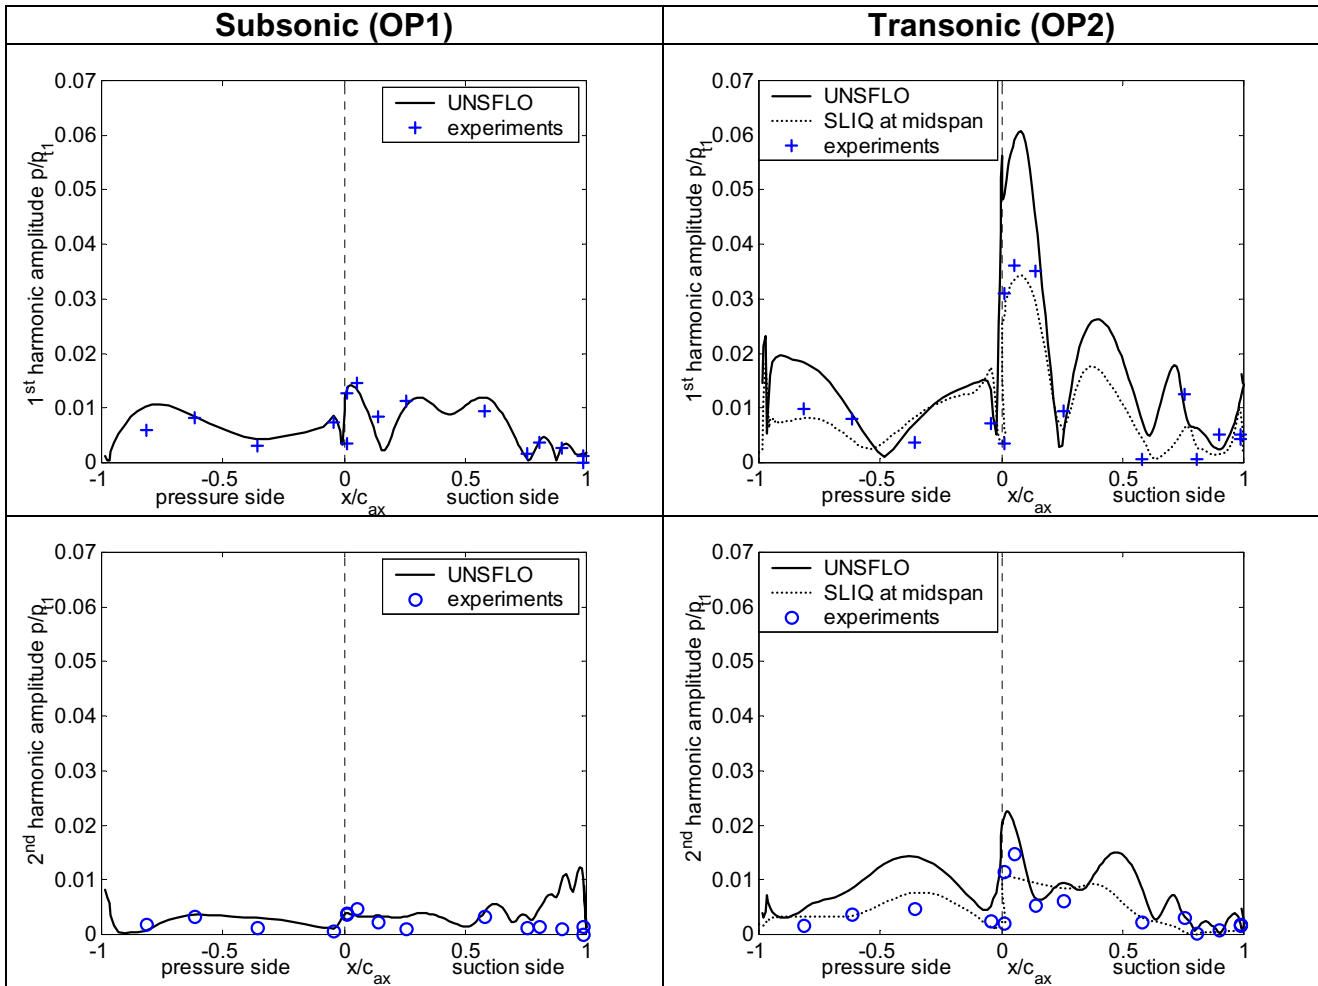 Subsonic (OP1)
Transonic (OP2)
0.07
0.06
0.05
0.04
0.03
0.02
0.01
0
1st harmonic amplitude p/pt1
UNSFLO
experiments
-1
-0.5
0
0.5
1
pressure side
x/cax
suction side
0.07
0.06
0.05
0.04
0.03
0.02
0.01
0
1st harmonic amplitude p/pt1
UNSFLO
SLIQ at midspan
experiments
-1
-0.5
0
0.5
1
pressure side
x/cax
suction side
0.07
0.06
0.05
0.04
0.03
0.02
0.01
0
2nd harmonic amplitude p/pt1
UNSFLO
experiments
-1
-0.5
0
0.5
1
pressure side
x/cax
suction side
0.07
0.06
0.05
0.04
0.03
0.02
0.01
0
2nd harmonic amplitude p/pt1
UNSFLO
SLIQ at midspan
experiments
-1
-0.5
0
0.5
1
pressure side
x/cax
suction side